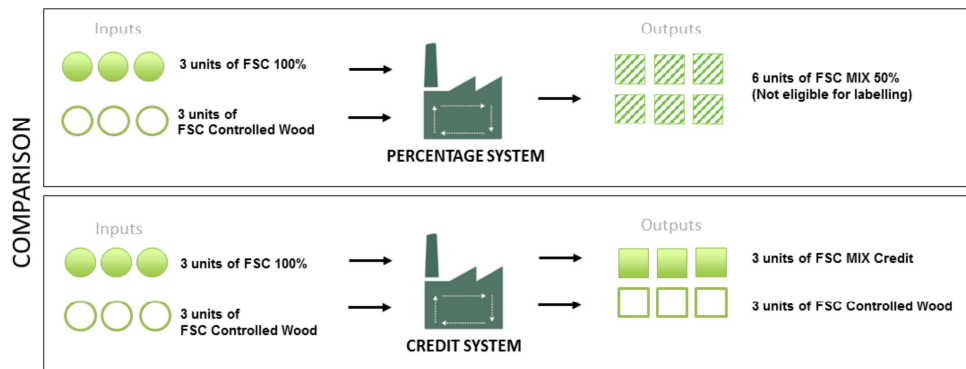 COMPARISON
Inputs
Outputs
3 units of FSC 100%
3 units of
FSC Controlled Wood
6 units of FSC MIX 50%
(Not eligible for labelling)
PERCENTAGE SYSTEM
Inputs
Outputs
3 units of FSC 100%
3 units of
FSC Controlled Wood
3 units of FSC MIX Credit
3 units of FSC Controlled Wood
CREDIT SYSTEM